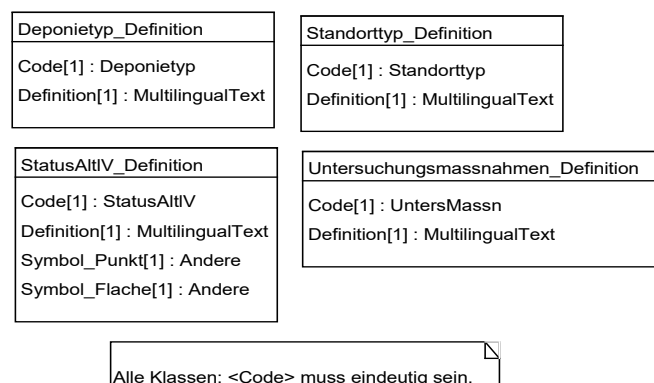 Deponietyp_Definition
Code[1] : Deponietyp
Definition[1] : MultilingualText
Standorttyp_Definition
Code[1] : Standorttyp
Definition[1] : MultilingualText
StatusAltlV_Definition
Code[1] : StatusAltlV
Definition[1] : MultilingualText
Symbol_Punkt[1] : Andere
Symbol_Flache[1] : Andere
Untersuchungsmassnahmen_Definition
Code[1] : UntersMassn
Definition[1] : MultilingualText
Alle Klassen: <Code> muss eindeutig sein.